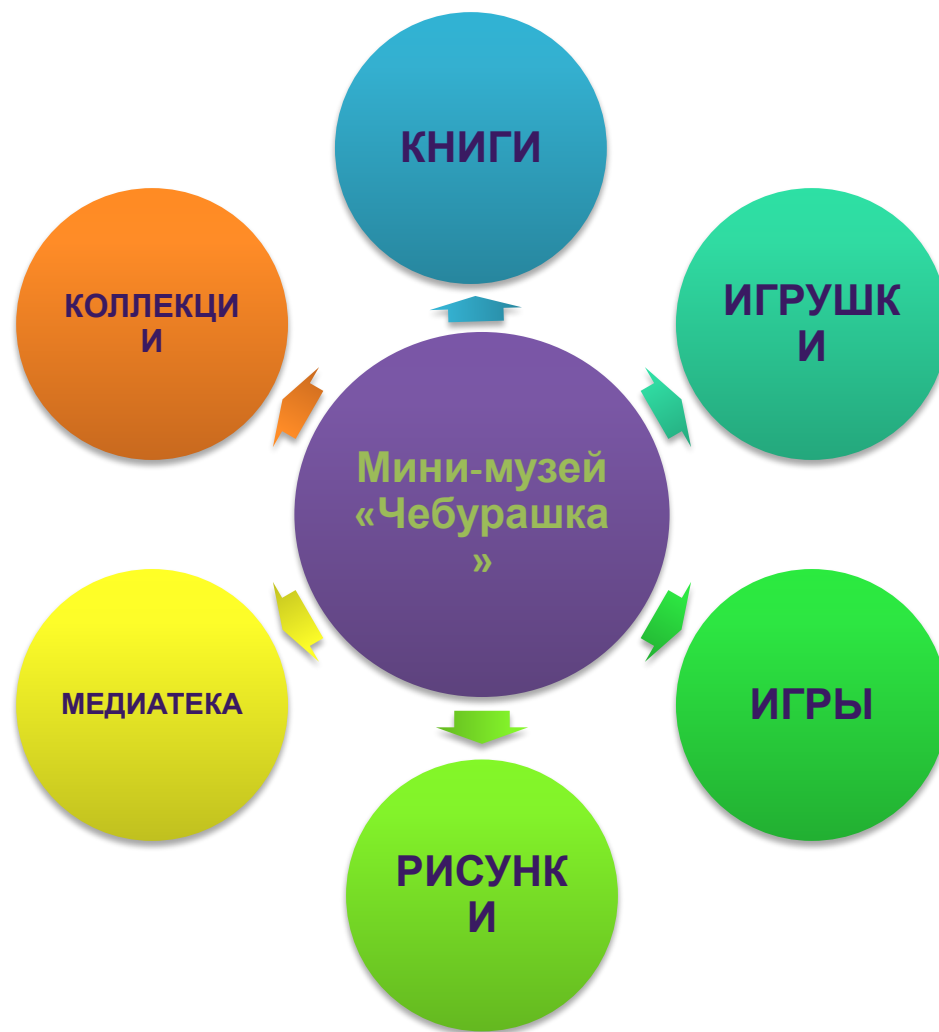 КНИГИ
КОЛЛЕКЦИ
И
ИГРУШК
И
Мини-музей
«Чебурашка
»
МЕДИАТЕКА
ИГРЫ
РИСУНК
И